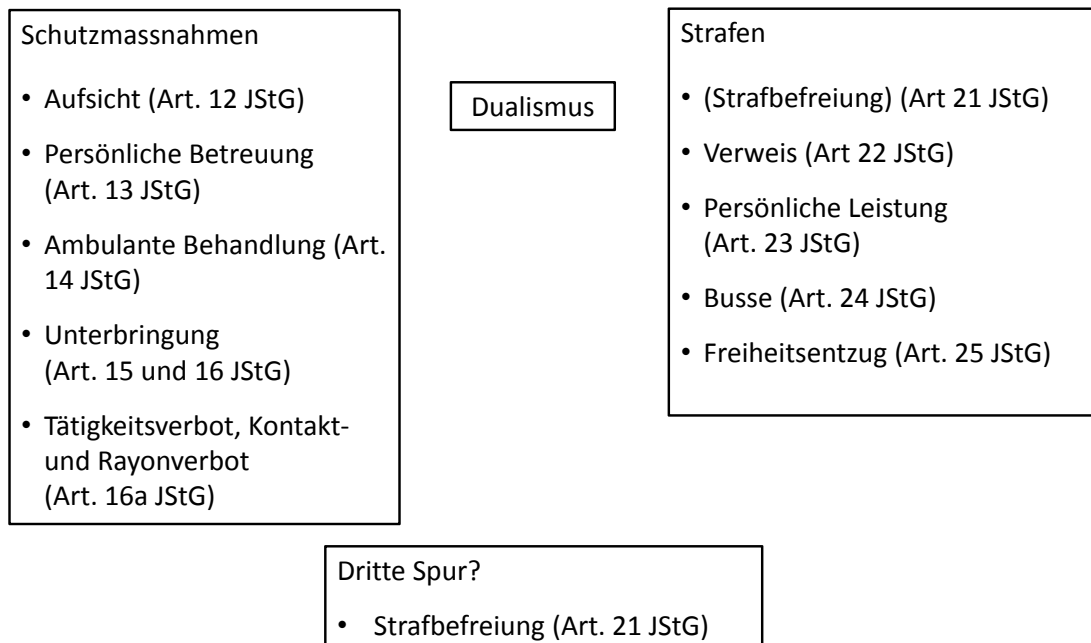 Schutzmassnahmen
• Aufsicht (Art. 12 JStG)
• Persönliche Betreuung
(Art. 13 JStG)
• Ambulante Behandlung (Art.
14 JStG)
• Unterbringung
(Art. 15 und 16 JStG)
• Tätigkeitsverbot, Kontakt-
und Rayonverbot
(Art. 16a JStG)
Dualismus
Strafen
• (Strafbefreiung) (Art 21 JStG)
• Verweis (Art 22 JStG)
• Persönliche Leistung
(Art. 23 JStG)
• Busse (Art. 24 JStG)
• Freiheitsentzug (Art. 25 JStG)
Dritte Spur?
• Strafbefreiung (Art. 21 JStG)